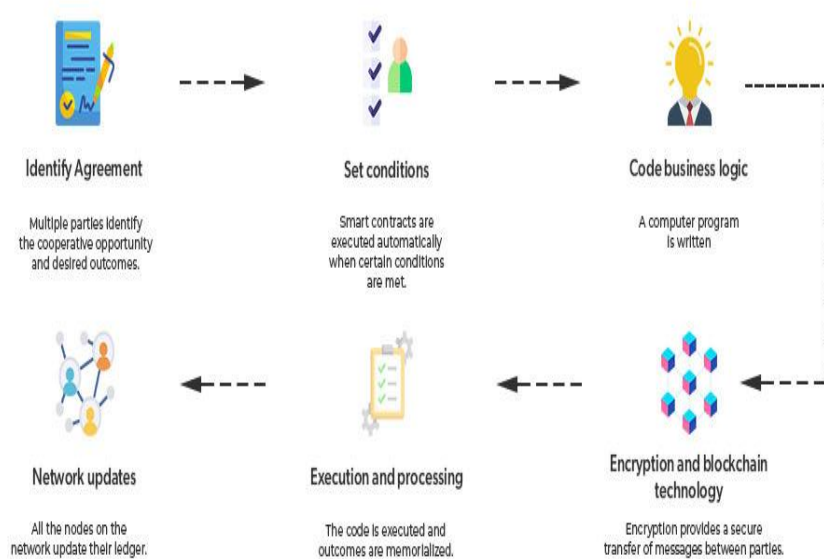 Identify Agreement
Multiple parties identify
the cooperative opportunity
and desired outcomes.
Set conditions
Smart contracts are
executed automatically
when certain conditions
are met.
Code business logic
A computer program
is written
Encryption and blockchain
technology
Encryption provides a secure
transfer of messages between parties.
Execution and processing
The code is executed and
outcomes are memorialized.
Network updates
All the nodes on the
network update their ledger.